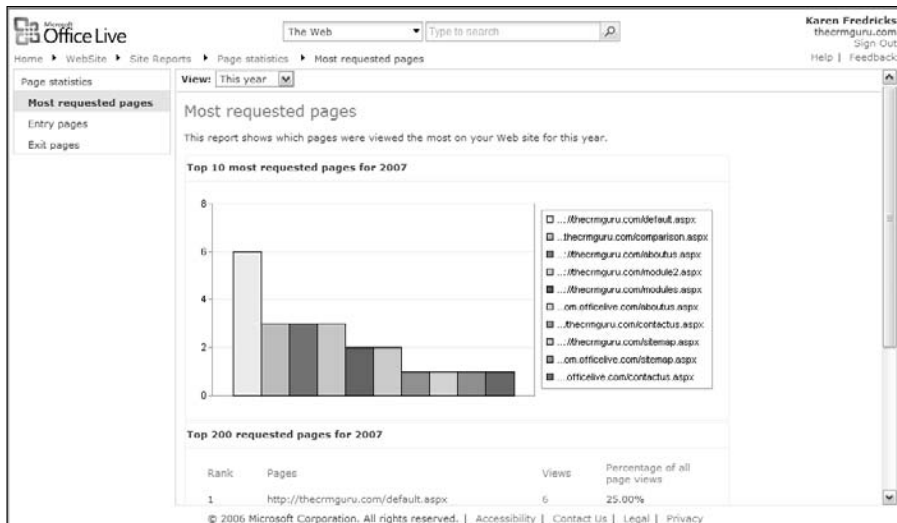 Microsoft
Office Live
The Web
Type to search
Karen Fredricks
thecrmguru.com
Sign Out
Help | Feedback
Home ▶ WebSite ▶ Site Reports ▶ Page statistics ▶ Most requested pages
Page statistics
Most requested pages
Entry pages
Exit pages
View: This year
Most requested pages
This report shows which pages were viewed the most on your Web site for this year.
Top 10 most requested pages for 2007
8
6
4
2
0
...://thecrmguru.com/default.aspx
...thecrmguru.com/comparison.aspx
...://thecrmguru.com/aboutus.aspx
...://thecrmguru.com/module2.aspx
...://thecrmguru.com/modules.aspx
...om.officelive.com/aboutus.aspx
.../thecrmguru.com/contactus.aspx
...://thecrmguru.com/sitemap.aspx
...om.officelive.com/sitemap.aspx
...officelive.com/contactus.aspx
Top 200 requested pages for 2007
Rank Pages Views Percentage of all page views
1 http://thecrmguru.com/default.aspx 6 25.00%
© 2006 Microsoft Corporation. All rights reserved. | Accessibility | Contact Us | Legal | Privacy